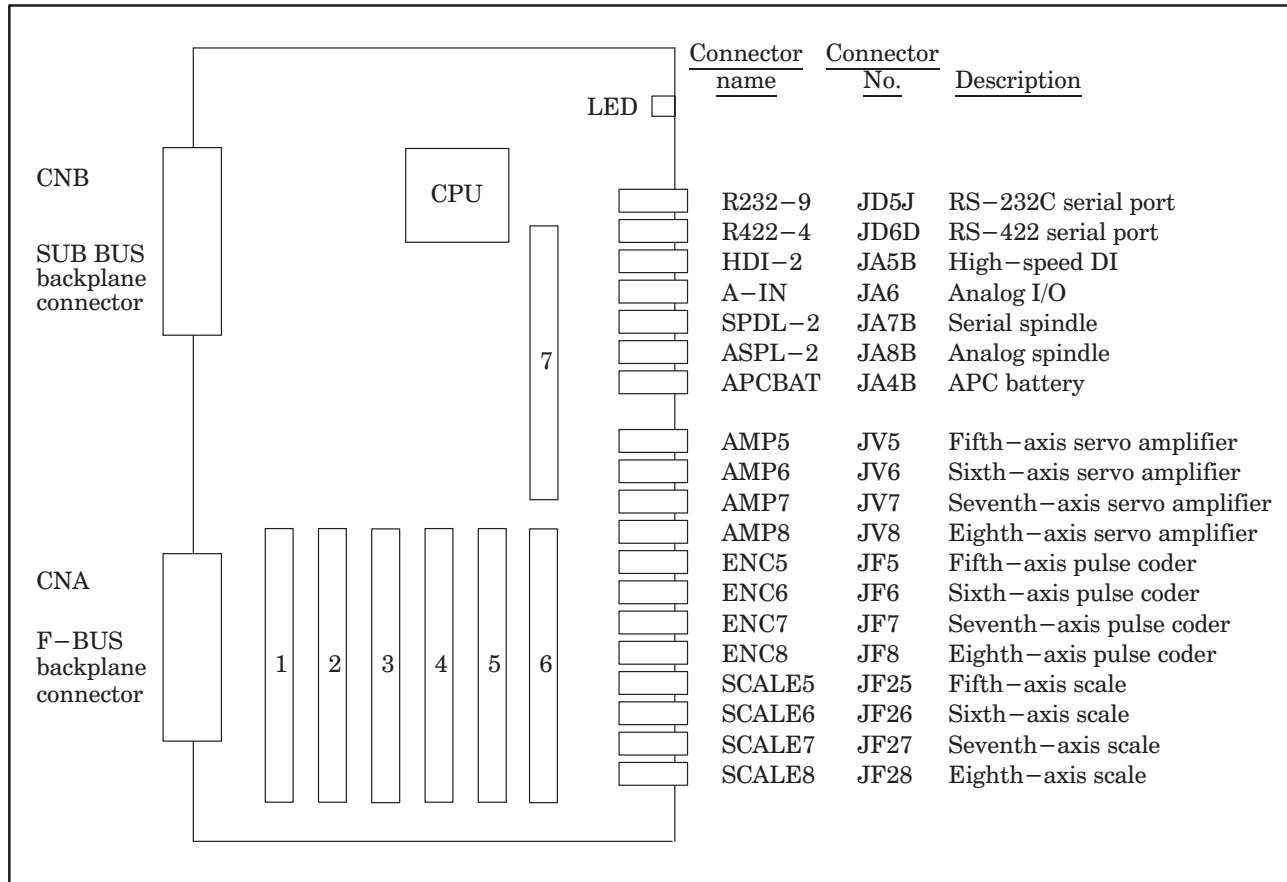 Connector name Connector No. Description
LED
CNB
SUB BUS
backplane
connector
CPU
R232−9 JD5J RS−232C serial port
R422−4 JD6D RS−422 serial port
HDI−2 JA5B High−speed DI
A−IN JA6 Analog I/O
SPDL−2 JA7B Serial spindle
ASPL−2 JA8B Analog spindle
APCBAT JA4B APC battery
7
AMP5 JV5 Fifth−axis servo amplifier
AMP6 JV6 Sixth−axis servo amplifier
AMP7 JV7 Seventh−axis servo amplifier
AMP8 JV8 Eighth−axis servo amplifier
ENC5 JF5 Fifth−axis pulse coder
ENC6 JF6 Sixth−axis pulse coder
ENC7 JF7 Seventh−axis pulse coder
ENC8 JF8 Eighth−axis pulse coder
SCALE5 JF25 Fifth−axis scale
SCALE6 JF26 Sixth−axis scale
SCALE7 JF27 Seventh−axis scale
SCALE8 JF28 Eighth−axis scale
CNA
F−BUS
backplane
connector
1 2 3 4 5 6